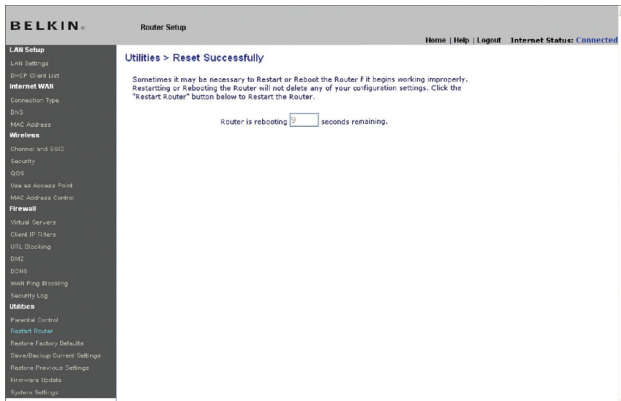 BELKIN®
Router Setup
Home | Help | Logout Internet Status: Connected
LAN Setup
LAN Settings
DHCP Client List
Internet WAN
Connection Type
DNS
MAC Address
Wireless
Channel and SSID
Security
QOS
Use as Access Point
MAC Address Control
Firewall
Virtual Servers
Client IP Filters
URL Blocking
DMZ
DDNS
WAN Ping Blocking
Security Log
Utilities
Parental Control
Restart Router
Restore Factory Defaults
Save/Backup Current Settings
Restore Previous Settings
Firmware Update
System Settings
Utilities > Reset Successfully
Sometimes it may be necessary to Restart or Reboot the Router if it begins working improperly.
Restartting or Rebooting the Router will not delete any of your configuration settings. Click the
"Restart Router" button below to Restart the Router.
Router is rebooting 9 seconds remaining.